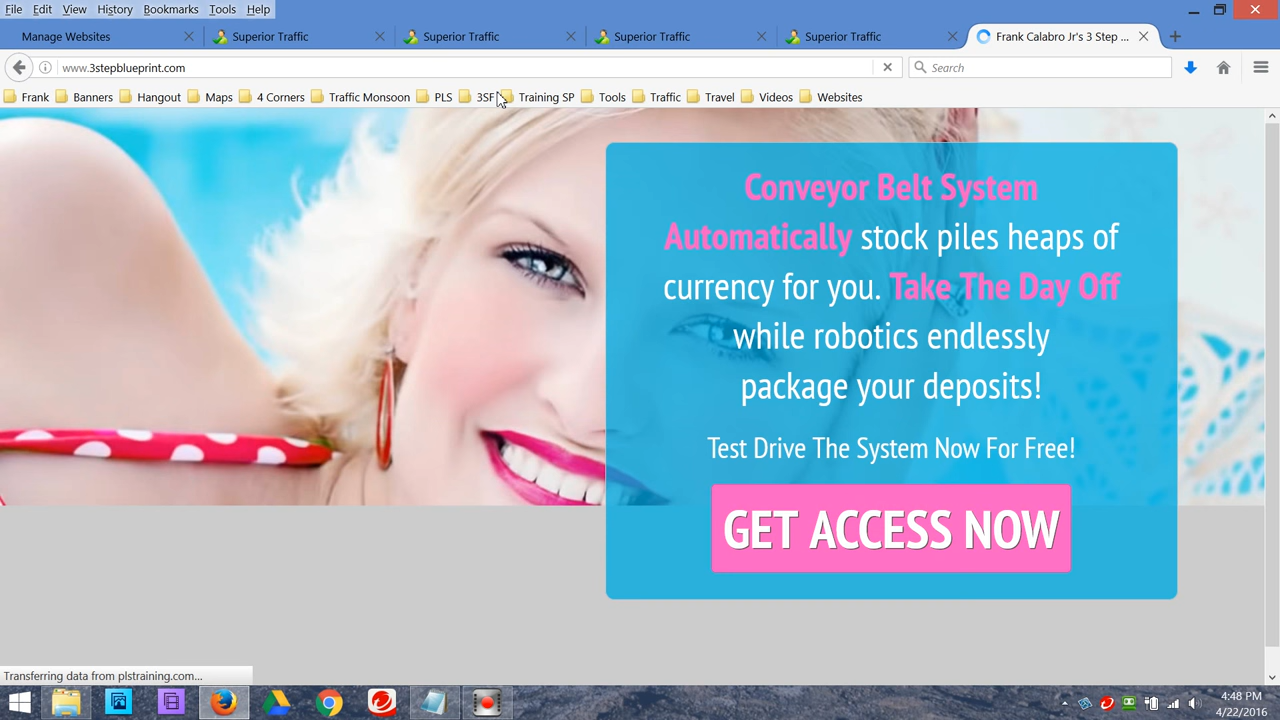 File Edit View History Bookmarks Tools Help
Manage Websites Superior Traffic Superior Traffic Superior Traffic Superior Traffic Frank Calabro Jr's 3 Step ...
www.3stepblueprint.com Search
Frank Banners Hangout Maps 4 Corners Traffic Monsoon PLS 3SF Training SP Tools Traffic Travel Videos Websites
Conveyor Belt System
Automatically stock piles heaps of
currency for you. Take The Day Off
while robotics endlessly
package your deposits!
Test Drive The System Now For Free!
GET ACCESS NOW
Transferring data from plstraining.com...
4:48 PM
4/22/2016